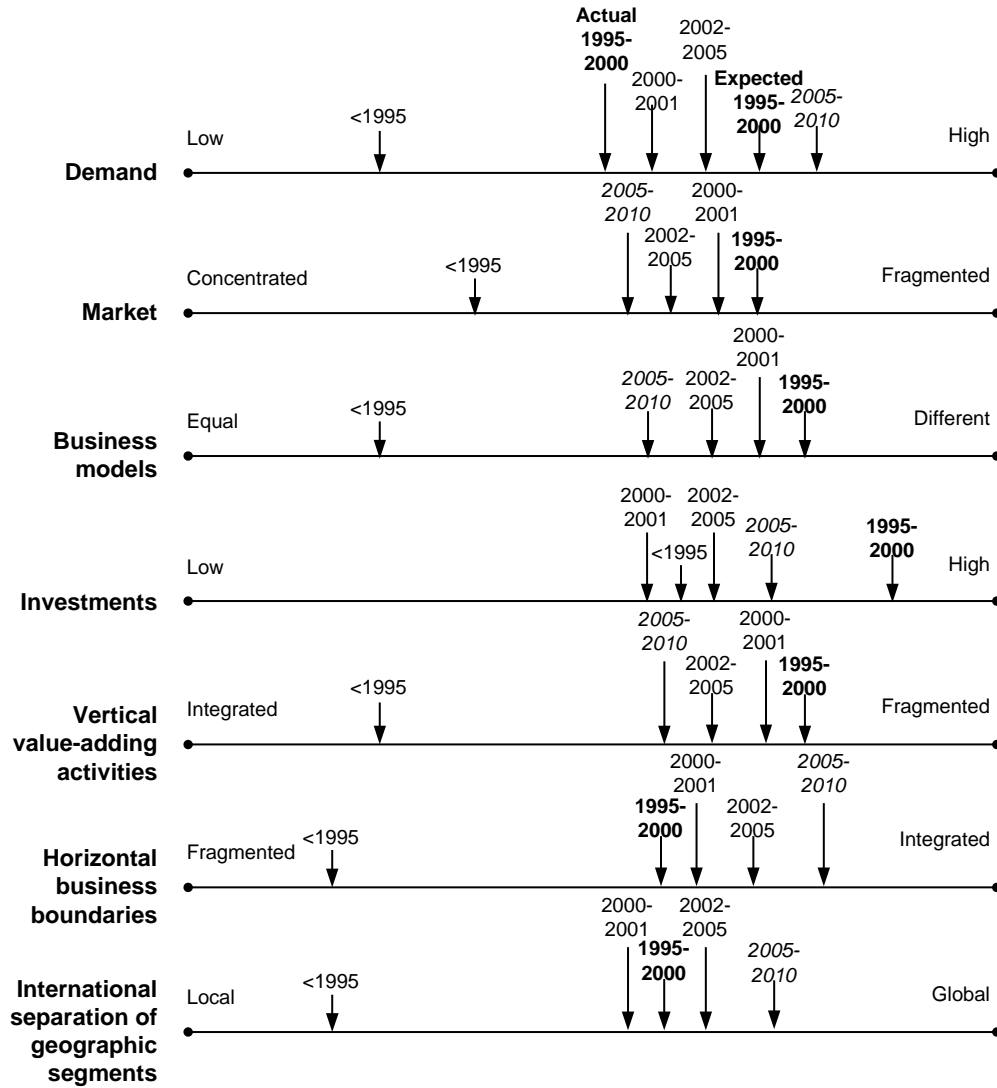 Actual
1995-
2000
2000-
2001
2002-
2005
Expected
1995-
2000
2005-
2010
<1995
Low
High
Demand
2005-
2010
2002-
2005
2000-
2001
1995-
2000
<1995
Concentrated
Fragmented
Market
2000-
2001
2005-
2010
2002-
2005
1995-
2000
<1995
Equal
Different
Business
models
2000-
2001
<1995
2002-
2005
2005-
2010
1995-
2000
Low
High
Investments
2005-
2010
2002-
2005
2000-
2001
1995-
2000
<1995
Integrated
Fragmented
Vertical
value-adding
activities
1995-
2000
2000-
2001
2002-
2005
2005-
2010
<1995
Fragmented
Integrated
Horizontal
business
boundaries
2000-
2001
1995-
2000
2002-
2005
2005-
2010
<1995
Local
Global
International
separation of
geographic
segments